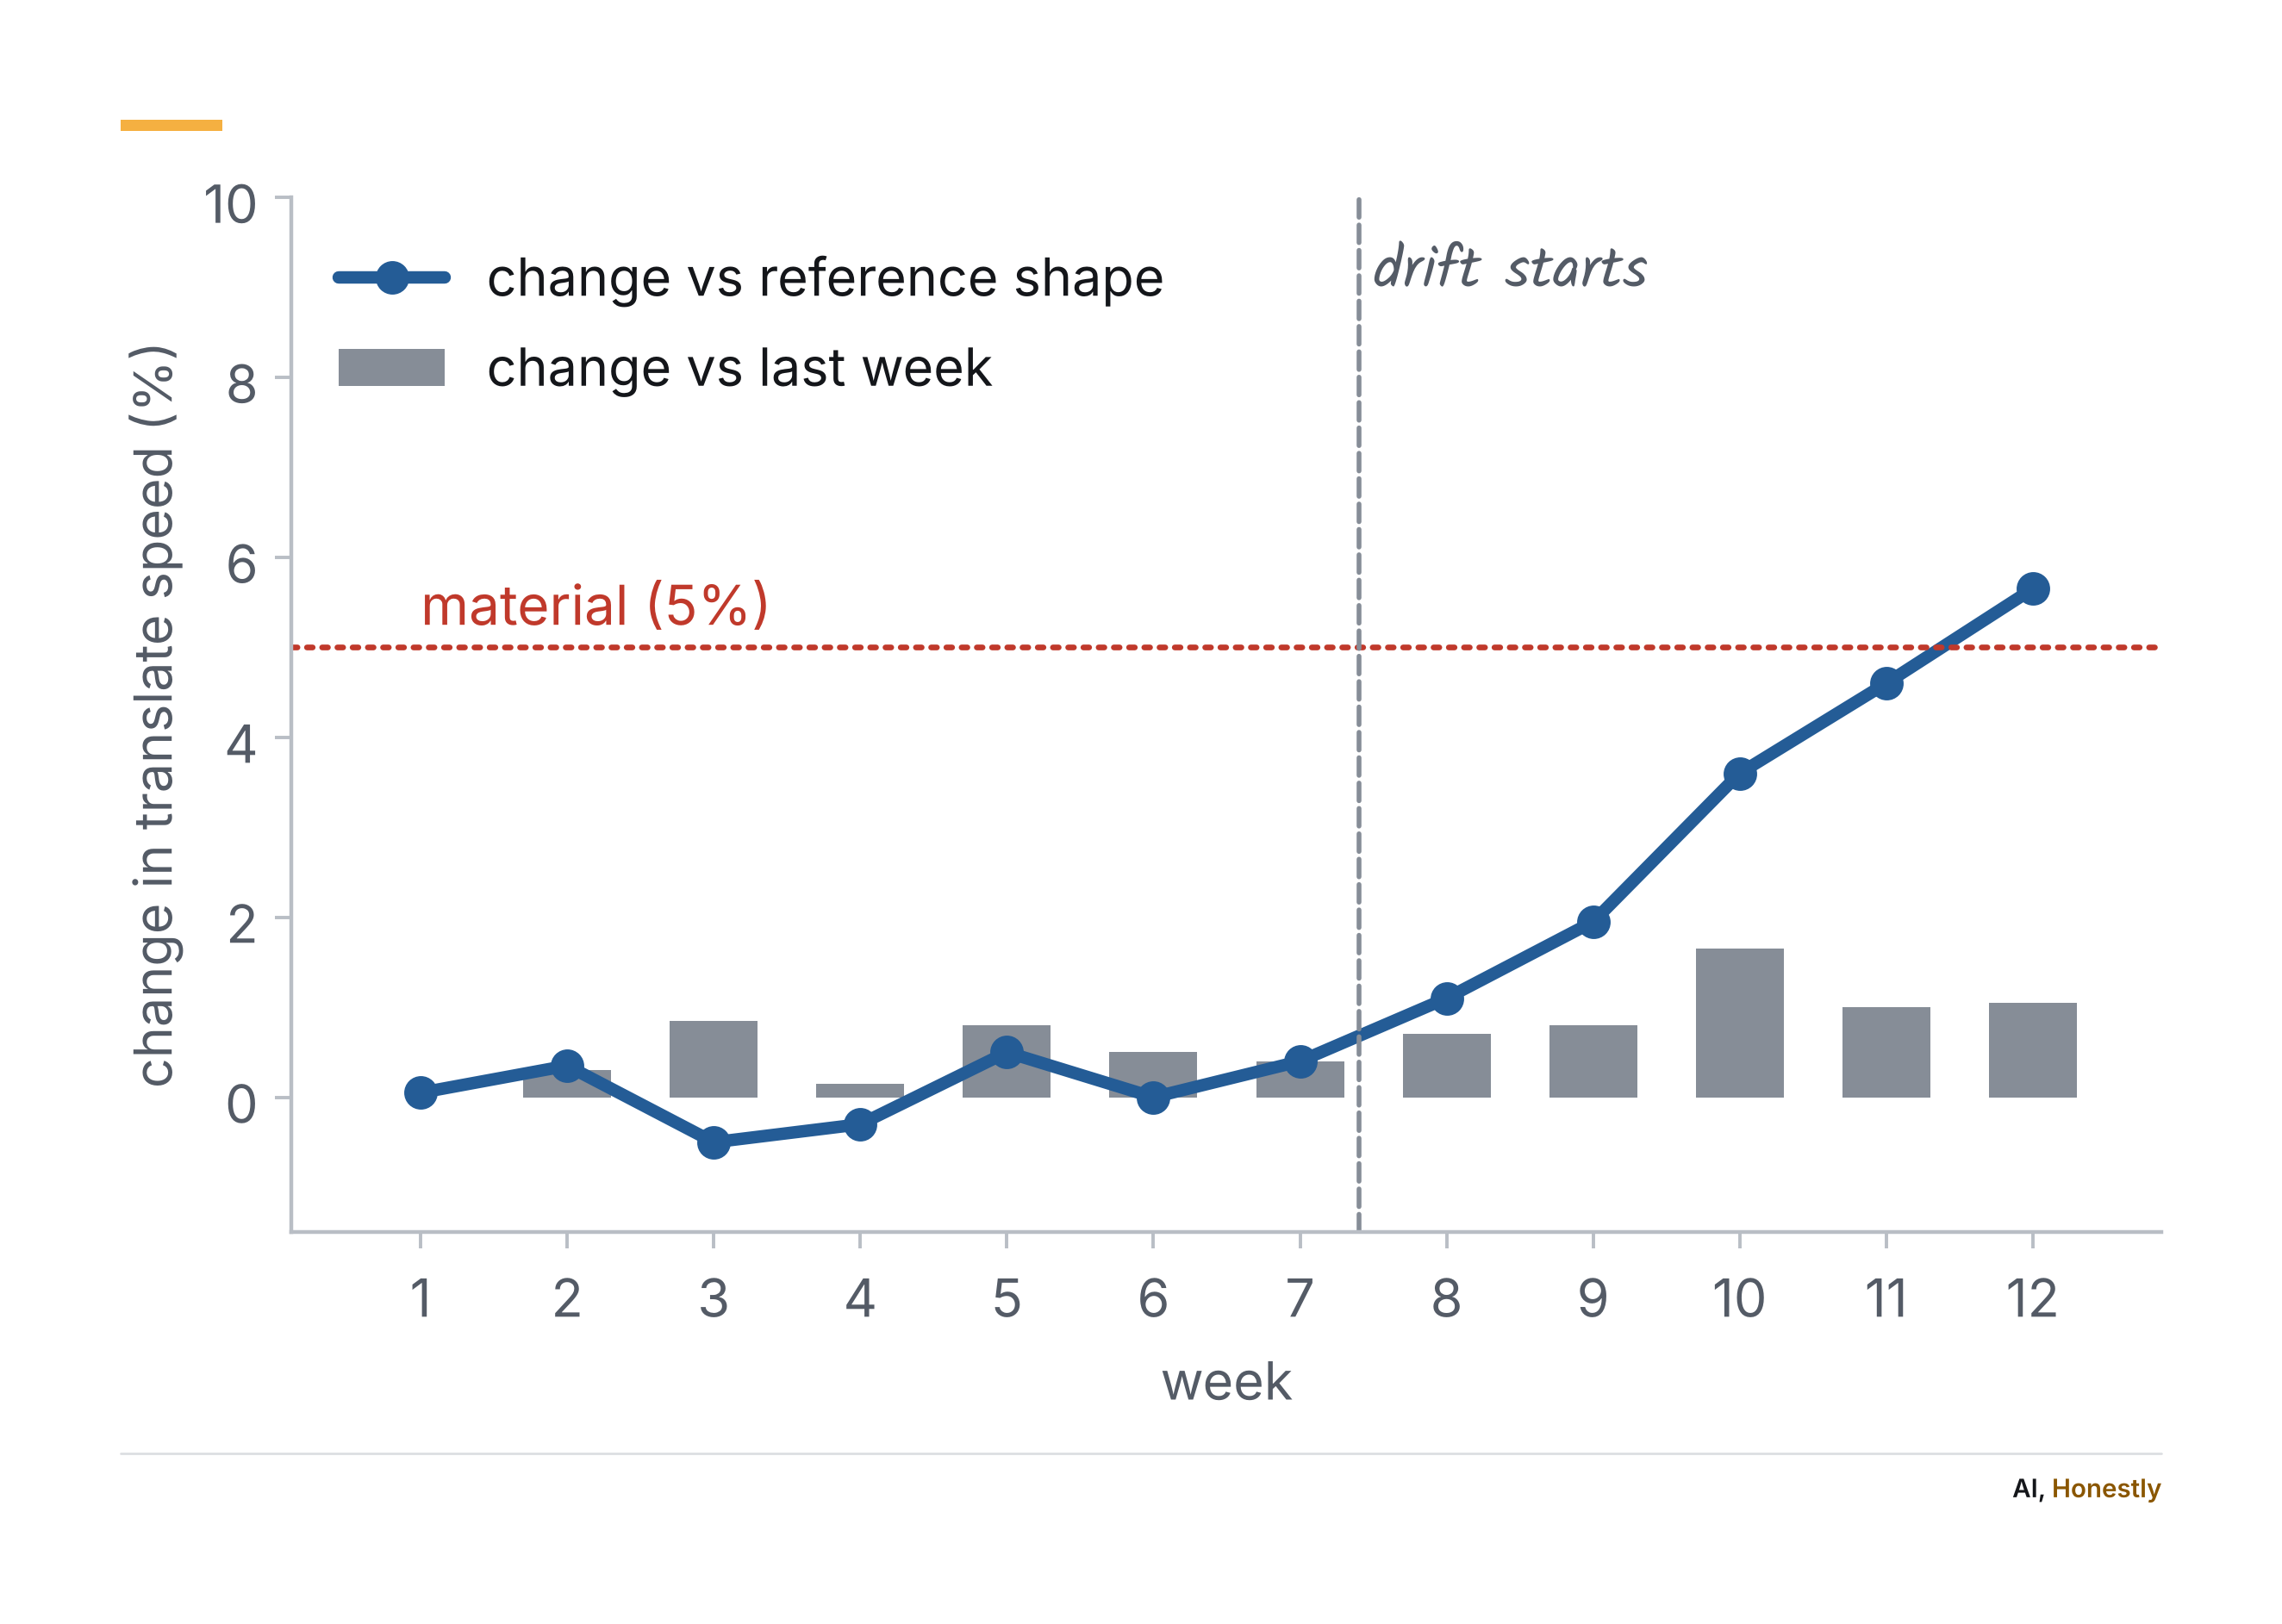 10
8
6
4
2
0
change in translate speed (%)
change vs reference shape
change vs last week
drift starts
material (5%)
1 2 3 4 5 6 7 8 9 10 11 12
week
AI, Honestly